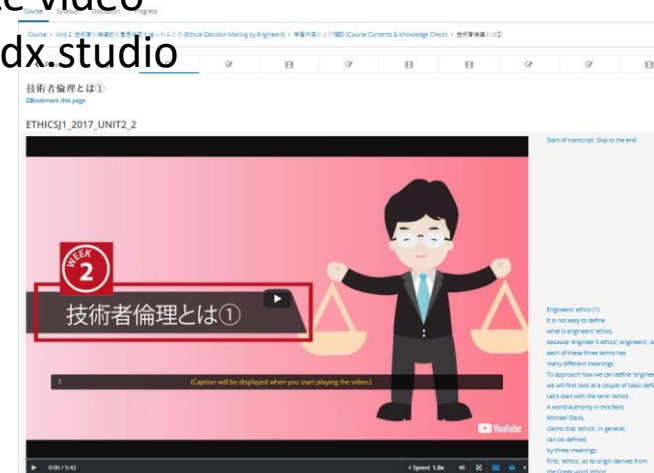 te video
dx.studio
Course Syllabus Discussion Progress
技術者倫理とは①
Bookmark this page
ETHICSJ1_2017_UNIT2_2
Start of transcript. Skip to the end.
WEEK
2
技術者倫理とは①
(Caption will be displayed when you start playing the video.)
YouTube
0:00 / 5:42
Speed 1.0x
Engineers' ethics (1)
It is not easy to define
what is engineers' ethics,
because 'engineer's ethics', engineers', a
each of these three terms has
many different meanings.
To approach how we can define 'enginee
we will first look at a couple of basic defi
Let's start with the term 'ethics'.
A world authority in this field,
Michael Davis,
claims that 'ethics', in general,
can be defined
by three meanings
First, 'ethics', as its origin derives from
the Greek word 'ethos'